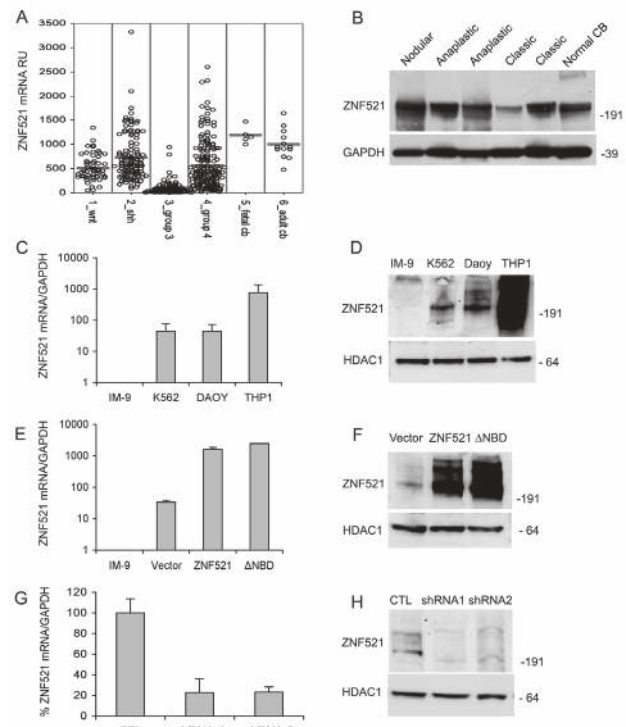 A
ZNF521 mRNA RU
3500
3000
2500
2000
1500
1000
500
0
1_wnt
2_shh
3_group 3
4_group 4
5_fetal cb
6_adult cb
B
Nodular
Anaplastic
Anaplastic
Classic
Classic
Normal CB
ZNF521
-191
GAPDH
-39
C
ZNF521 mRNA/GAPDH
10000
1000
100
10
1
IM-9 K562 DAOY THP1
D
IM-9 K562 Daoy THP1
ZNF521
-191
HDAC1
- 64
E
ZNF521 mRNA/GAPDH
10000
1000
100
10
1
IM-9 Vector ZNF521 ΔNBD
F
Vector ZNF521 ΔNBD
ZNF521
-191
HDAC1
- 64
G
% ZNF521 mRNA/GAPDH
120
100
80
60
40
20
0
H
CTL shRNA1 shRNA2
ZNF521
-191
HDAC1
- 64